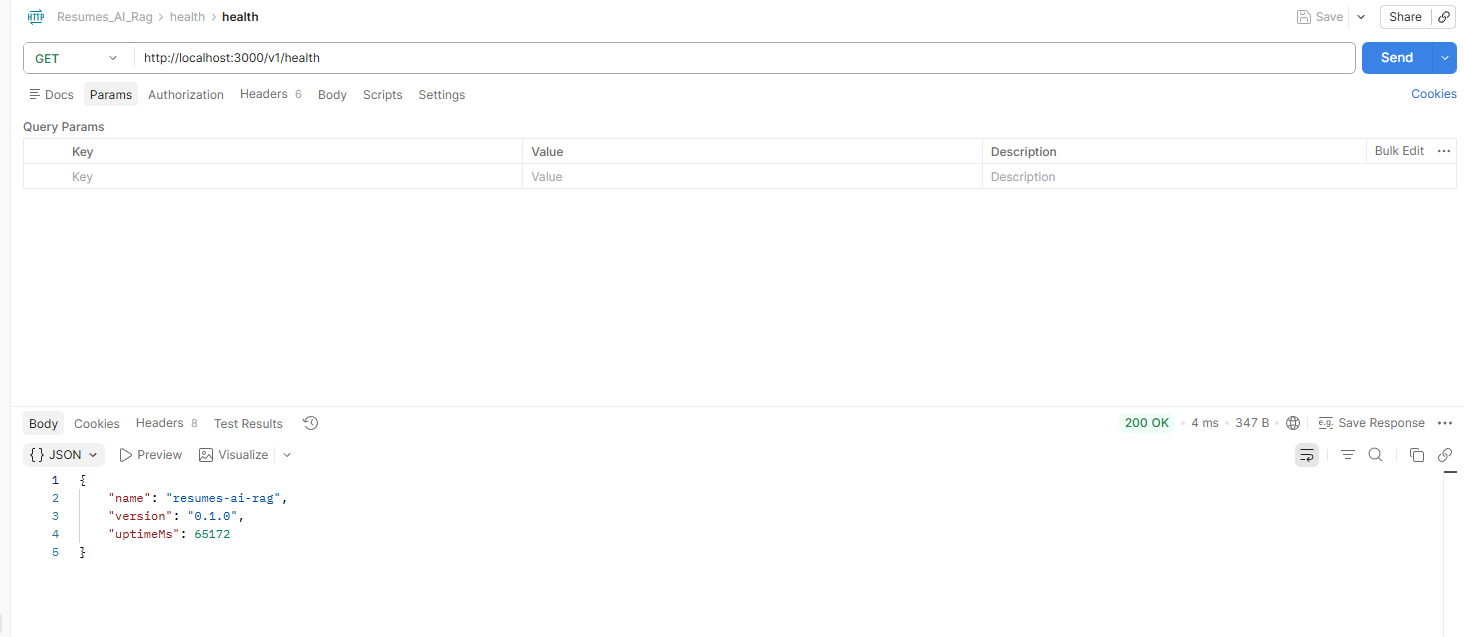 HTTP Resumes_AI_Rag > health > health Save Share
GET http://localhost:3000/v1/health Send
Docs Params Authorization Headers 6 Body Scripts Settings Cookies
Query Params
Key Value Description Bulk Edit
Key Value Description
Body Cookies Headers 8 Test Results 200 OK • 4 ms • 347 B • e.g. Save Response
{} JSON Preview Visualize
1 {
2 "name": "resumes-ai-rag",
3 "version": "0.1.0",
4 "uptimeMs": 65172
5 }